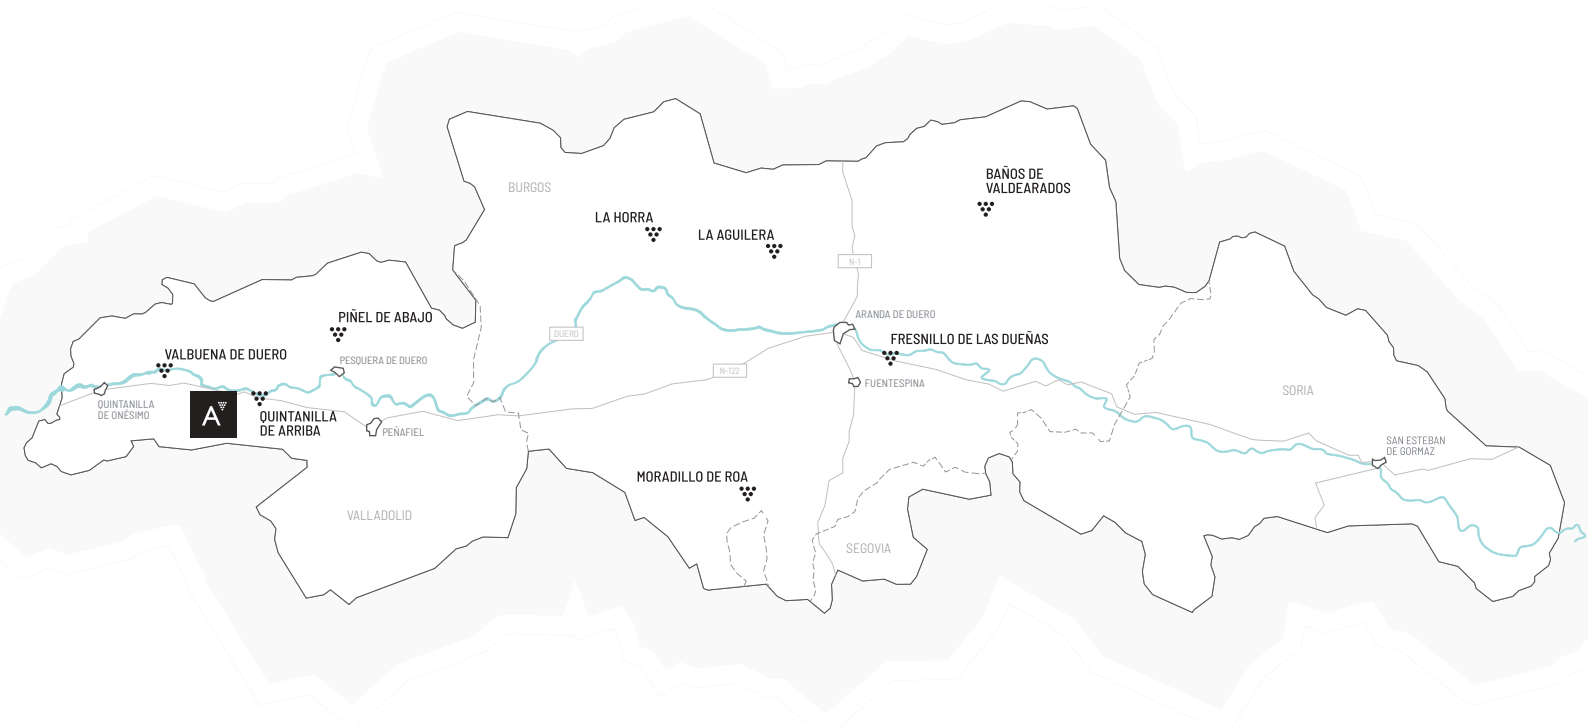 BAÑOS DE
VALDEARADOS
BURGOS
LA HORRA
LA AGUILERA
N-1
PIÑEL DE ABAJO
ARANDA DE DUERO
DUERO
FRESNILLO DE LAS DUEÑAS
VALBUENA DE DUERO
PESQUERA DE DUERO
N-122
FUENTESPINA
SORIA
QUINTANILLA
DE ONÉSIMO
A
QUINTANILLA
DE ARRIBA
PEÑAFIEL
SAN ESTEBAN
DE GORMAZ
MORADILLO DE ROA
VALLADOLID
SEGOVIA